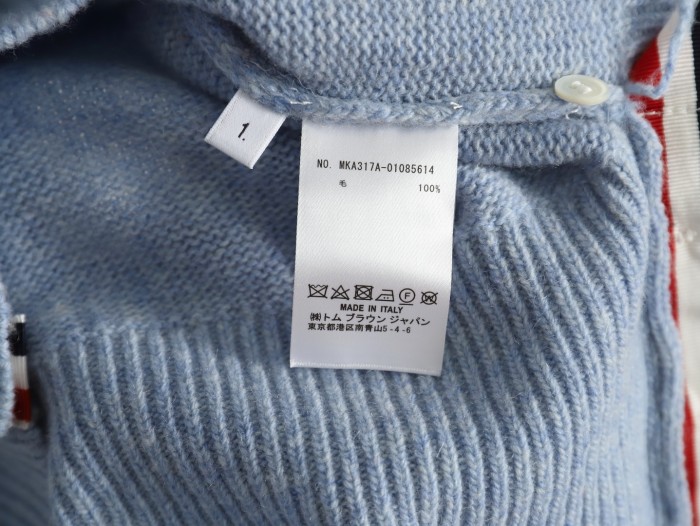 1.
NO. MKA317A-01085614
毛 100%
MADE IN ITALY
㈱トム ブラウン ジャパン
東京都港区南青山5-4-6